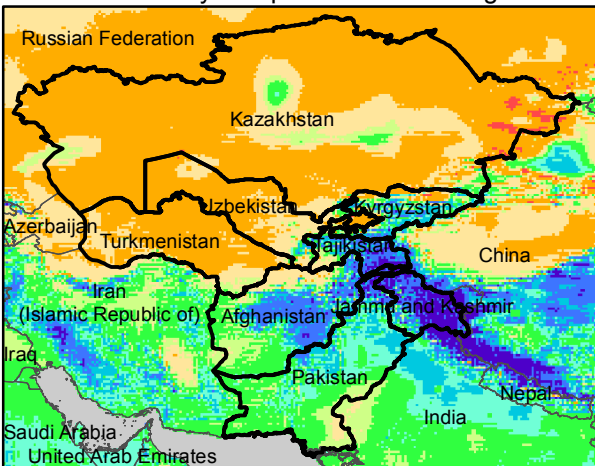 Russian Federation
Kazakhstan
Uzbekistan
Kyrgyzstan
Azerbaijan
Turkmenistan
Tajikistan
China
Iran
(Islamic Republic of)
Afghanistan
Jammu and Kashmir
Iraq
Pakistan
Nepal
India
Saudi Arabia
United Arab Emirates